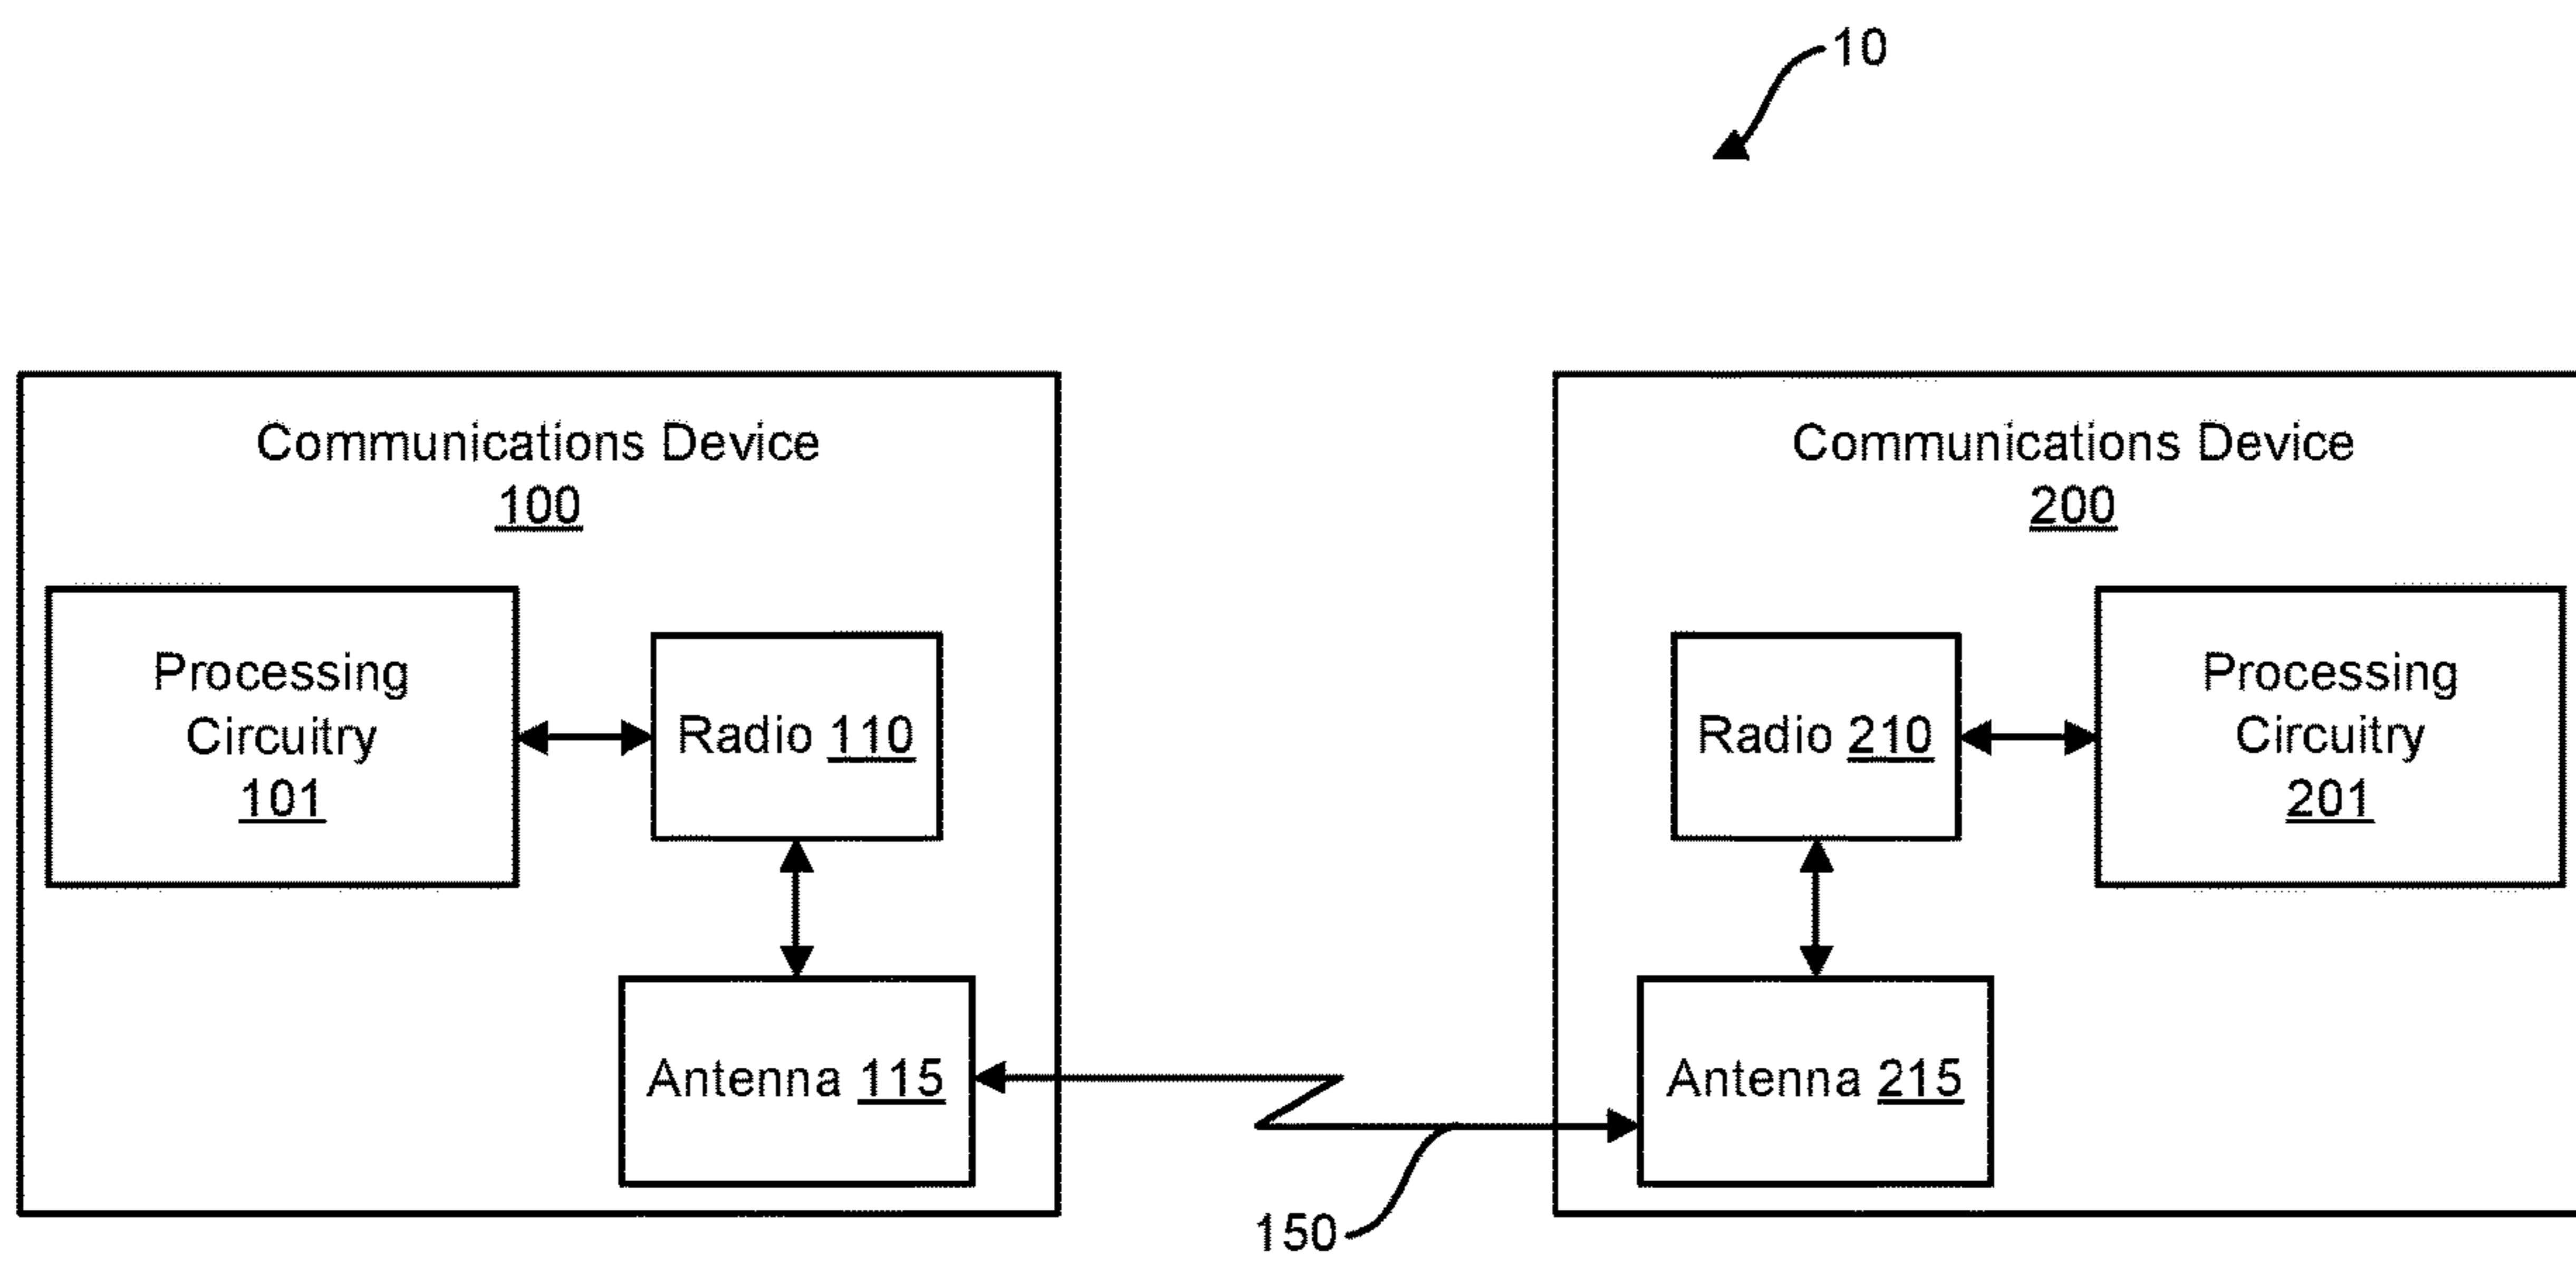 10
Communications Device
100
Processing
Circuitry
101
Radio 110
Antenna 115
150
Communications Device
200
Radio 210
Processing
Circuitry
201
Antenna 215